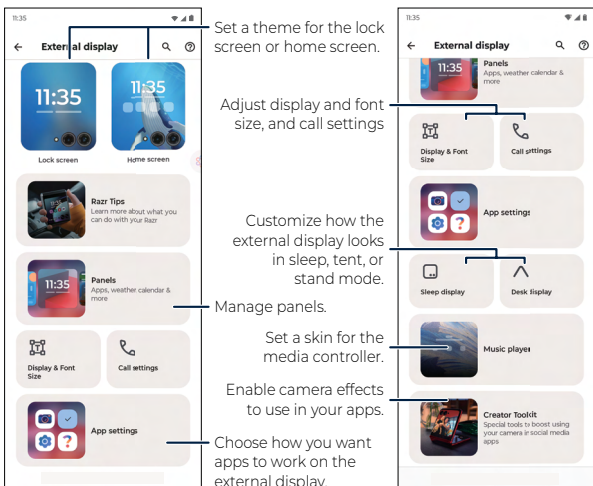 11:35
External display
11:35
11:35
Lock screen
Home screen
Razr Tips
Learn more about what you
can do with your Razr
11:35
Panels
Apps, weather calendar &
more
Display & Font
Size
Call settings
App settings
Set a theme for the lock
screen or home screen.
Adjust display and font
size, and call settings
Customize how the
external display looks
in sleep, tent, or
stand mode.
Manage panels.
Set a skin for the
media controller.
Enable camera effects
to use in your apps.
Choose how you want
apps to work on the
external display.
11:35
External display
11:35
Panels
Apps, weather calendar &
more
Display & Font
Size
Call settings
App settings
Sleep display
Desk display
Music player
Creator Toolkit
Special tools to boost using
your camera in social media
apps